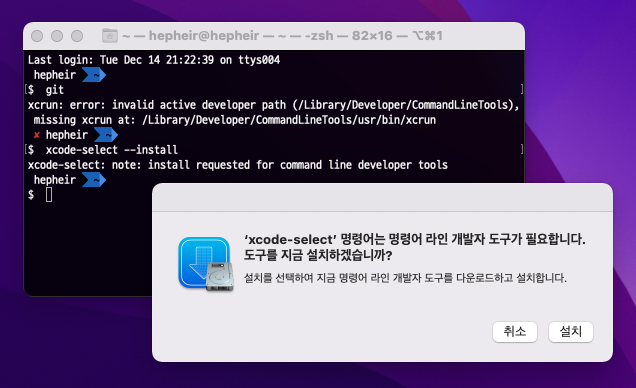 ~ — hepheir@hepheir — ~ — -zsh — 82×16 — ⌥⌘1
Last login: Tue Dec 14 21:22:39 on ttys004
hepheir ~
$ git
xcrun: error: invalid active developer path (/Library/Developer/CommandLineTools),
missing xcrun at: /Library/Developer/CommandLineTools/usr/bin/xcrun
✘ hepheir ~
$ xcode-select --install
xcode-select: note: install requested for command line developer tools
hepheir ~
$
‘xcode-select’ 명령어는 명령어 라인 개발자 도구가 필요합니다.
도구를 지금 설치하겠습니까?
설치를 선택하여 지금 명령어 라인 개발자 도구를 다운로드하고 설치합니다.
취소 설치